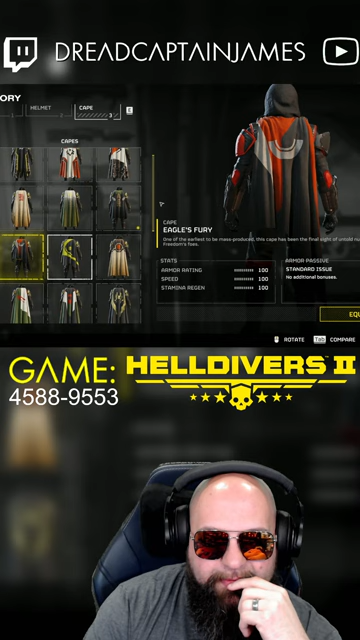 DREADCAPTAINJAMES
ORY
HELMET
CAPE
E
CAPES
CAPE
EAGLE'S FURY
One of the earliest to be mass-produced, this cape has been the final sight of untold nu
Freedom's foes.
STATS
ARMOR RATING 100
SPEED 100
STAMINA REGEN 100
ARMOR PASSIVE
STANDARD ISSUE
No additional bonuses.
EQU
ROTATE
Tab COMPARE
GAME: HELLDIVERS II
4588-9553